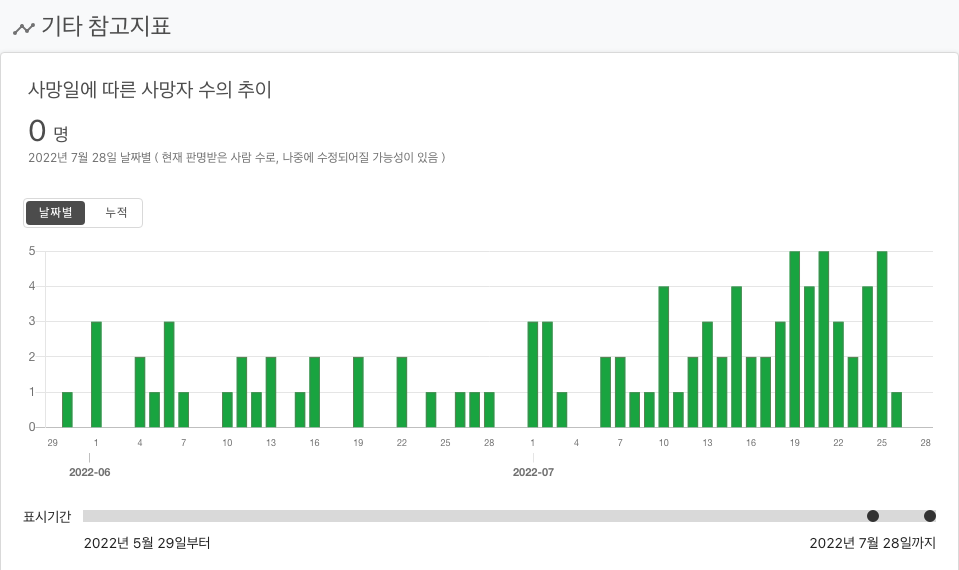 기타 참고지표
사망일에 따른 사망자 수의 추이
0 명
2022년 7월 28일 날짜별 ( 현재 판명받은 사람 수로, 나중에 수정되어질 가능성이 있음 )
날짜별 누적
5
4
3
2
1
0
29 1 4 7 10 13 16 19 22 25 28 1 4 7 10 13 16 19 22 25 28
2022-06 2022-07
표시기간
2022년 5월 29일부터 2022년 7월 28일까지